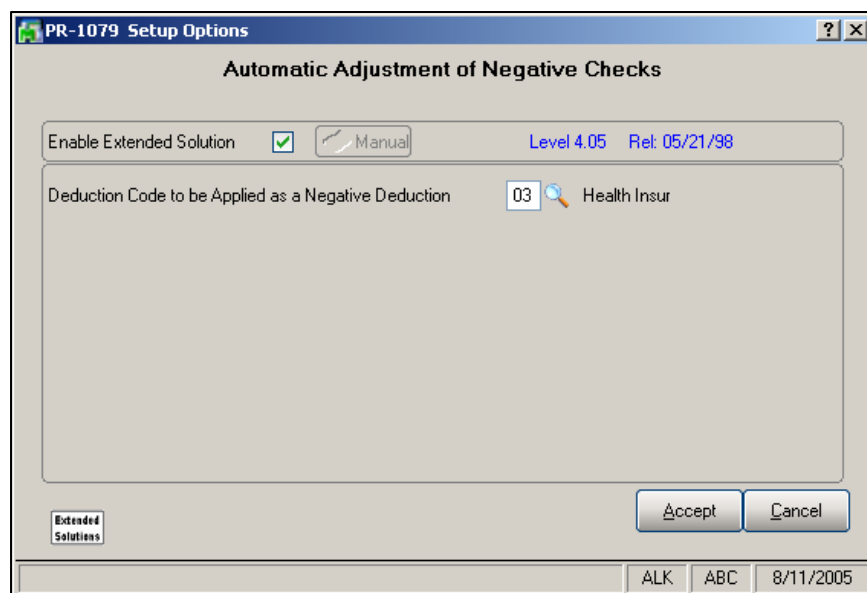 PR-1079 Setup Options
Automatic Adjustment of Negative Checks
Enable Extended Solution Manual Level 4.05 Rel: 05/21/98
Deduction Code to be Applied as a Negative Deduction 03 Health Insur
Accept Cancel
Extended
Solutions
ALK ABC 8/11/2005